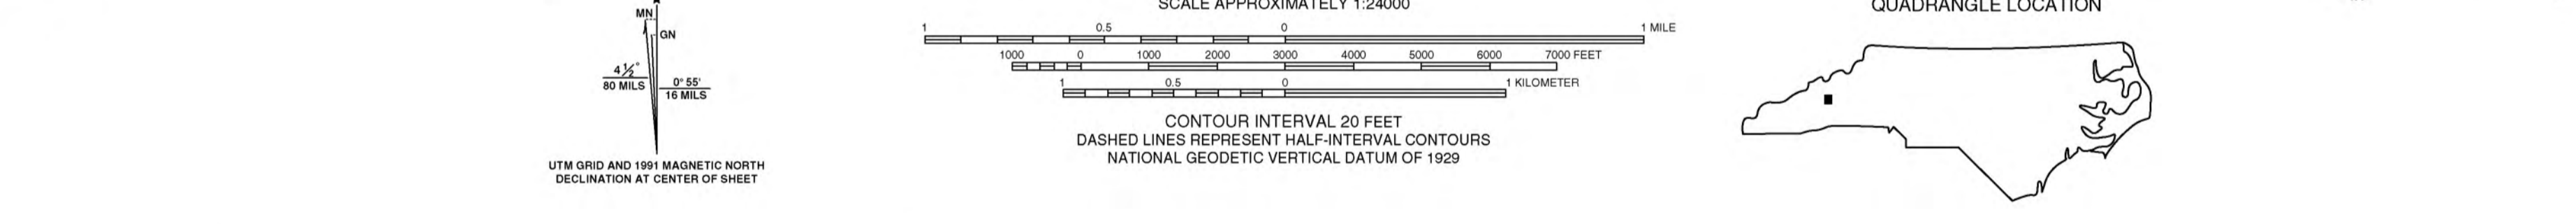 MN
GN
4½°
80 MILS
0° 55'
16 MILS
UTM GRID AND 1991 MAGNETIC NORTH
DECLINATION AT CENTER OF SHEET
SCALE APPROXIMATELY 1:24000
1 0.5 0 1 MILE
1000 0 1000 2000 3000 4000 5000 6000 7000 FEET
1 0.5 0 1 KILOMETER
CONTOUR INTERVAL 20 FEET
DASHED LINES REPRESENT HALF-INTERVAL CONTOURS
NATIONAL GEODETIC VERTICAL DATUM OF 1929
QUADRANGLE LOCATION